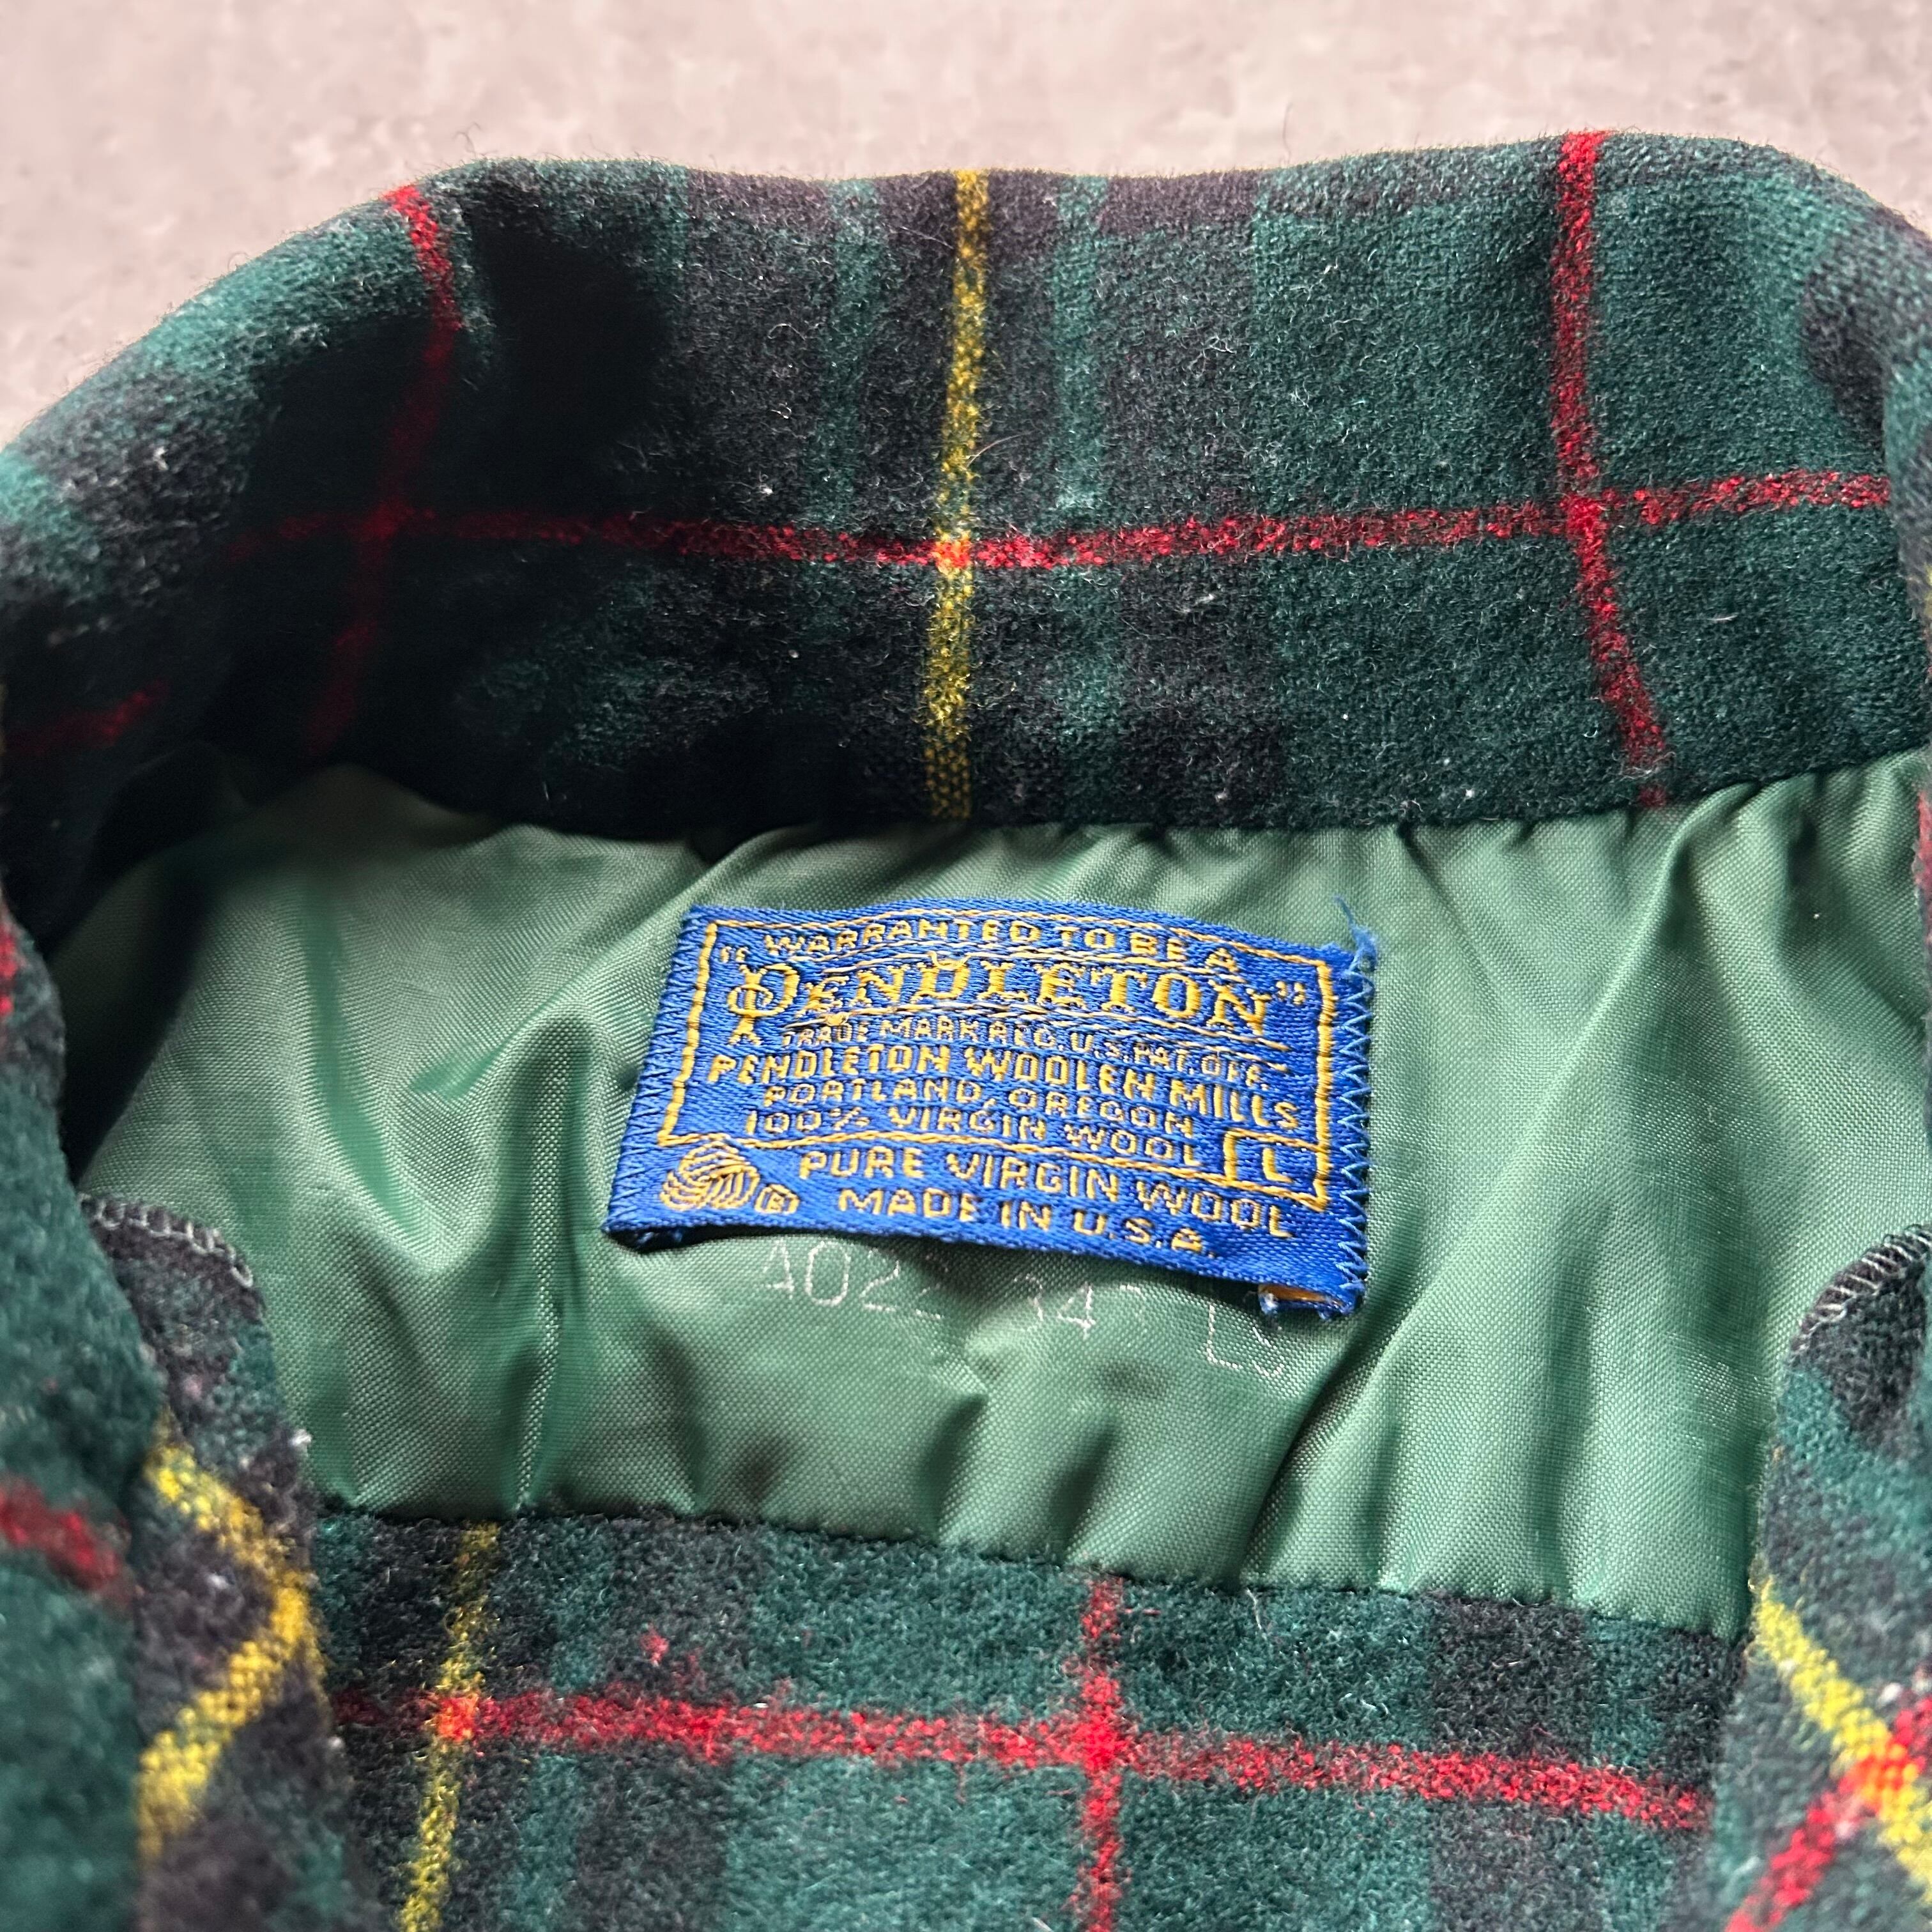 "WARRANTED TO BE A
PENDLETON"
TRADE MARK REG. U.S. PAT. OFF.
PENDLETON WOOLEN MILLS
PORTLAND, OREGON
100% VIRGIN WOOL L
PURE VIRGIN WOOL
® MADE IN U.S.A.